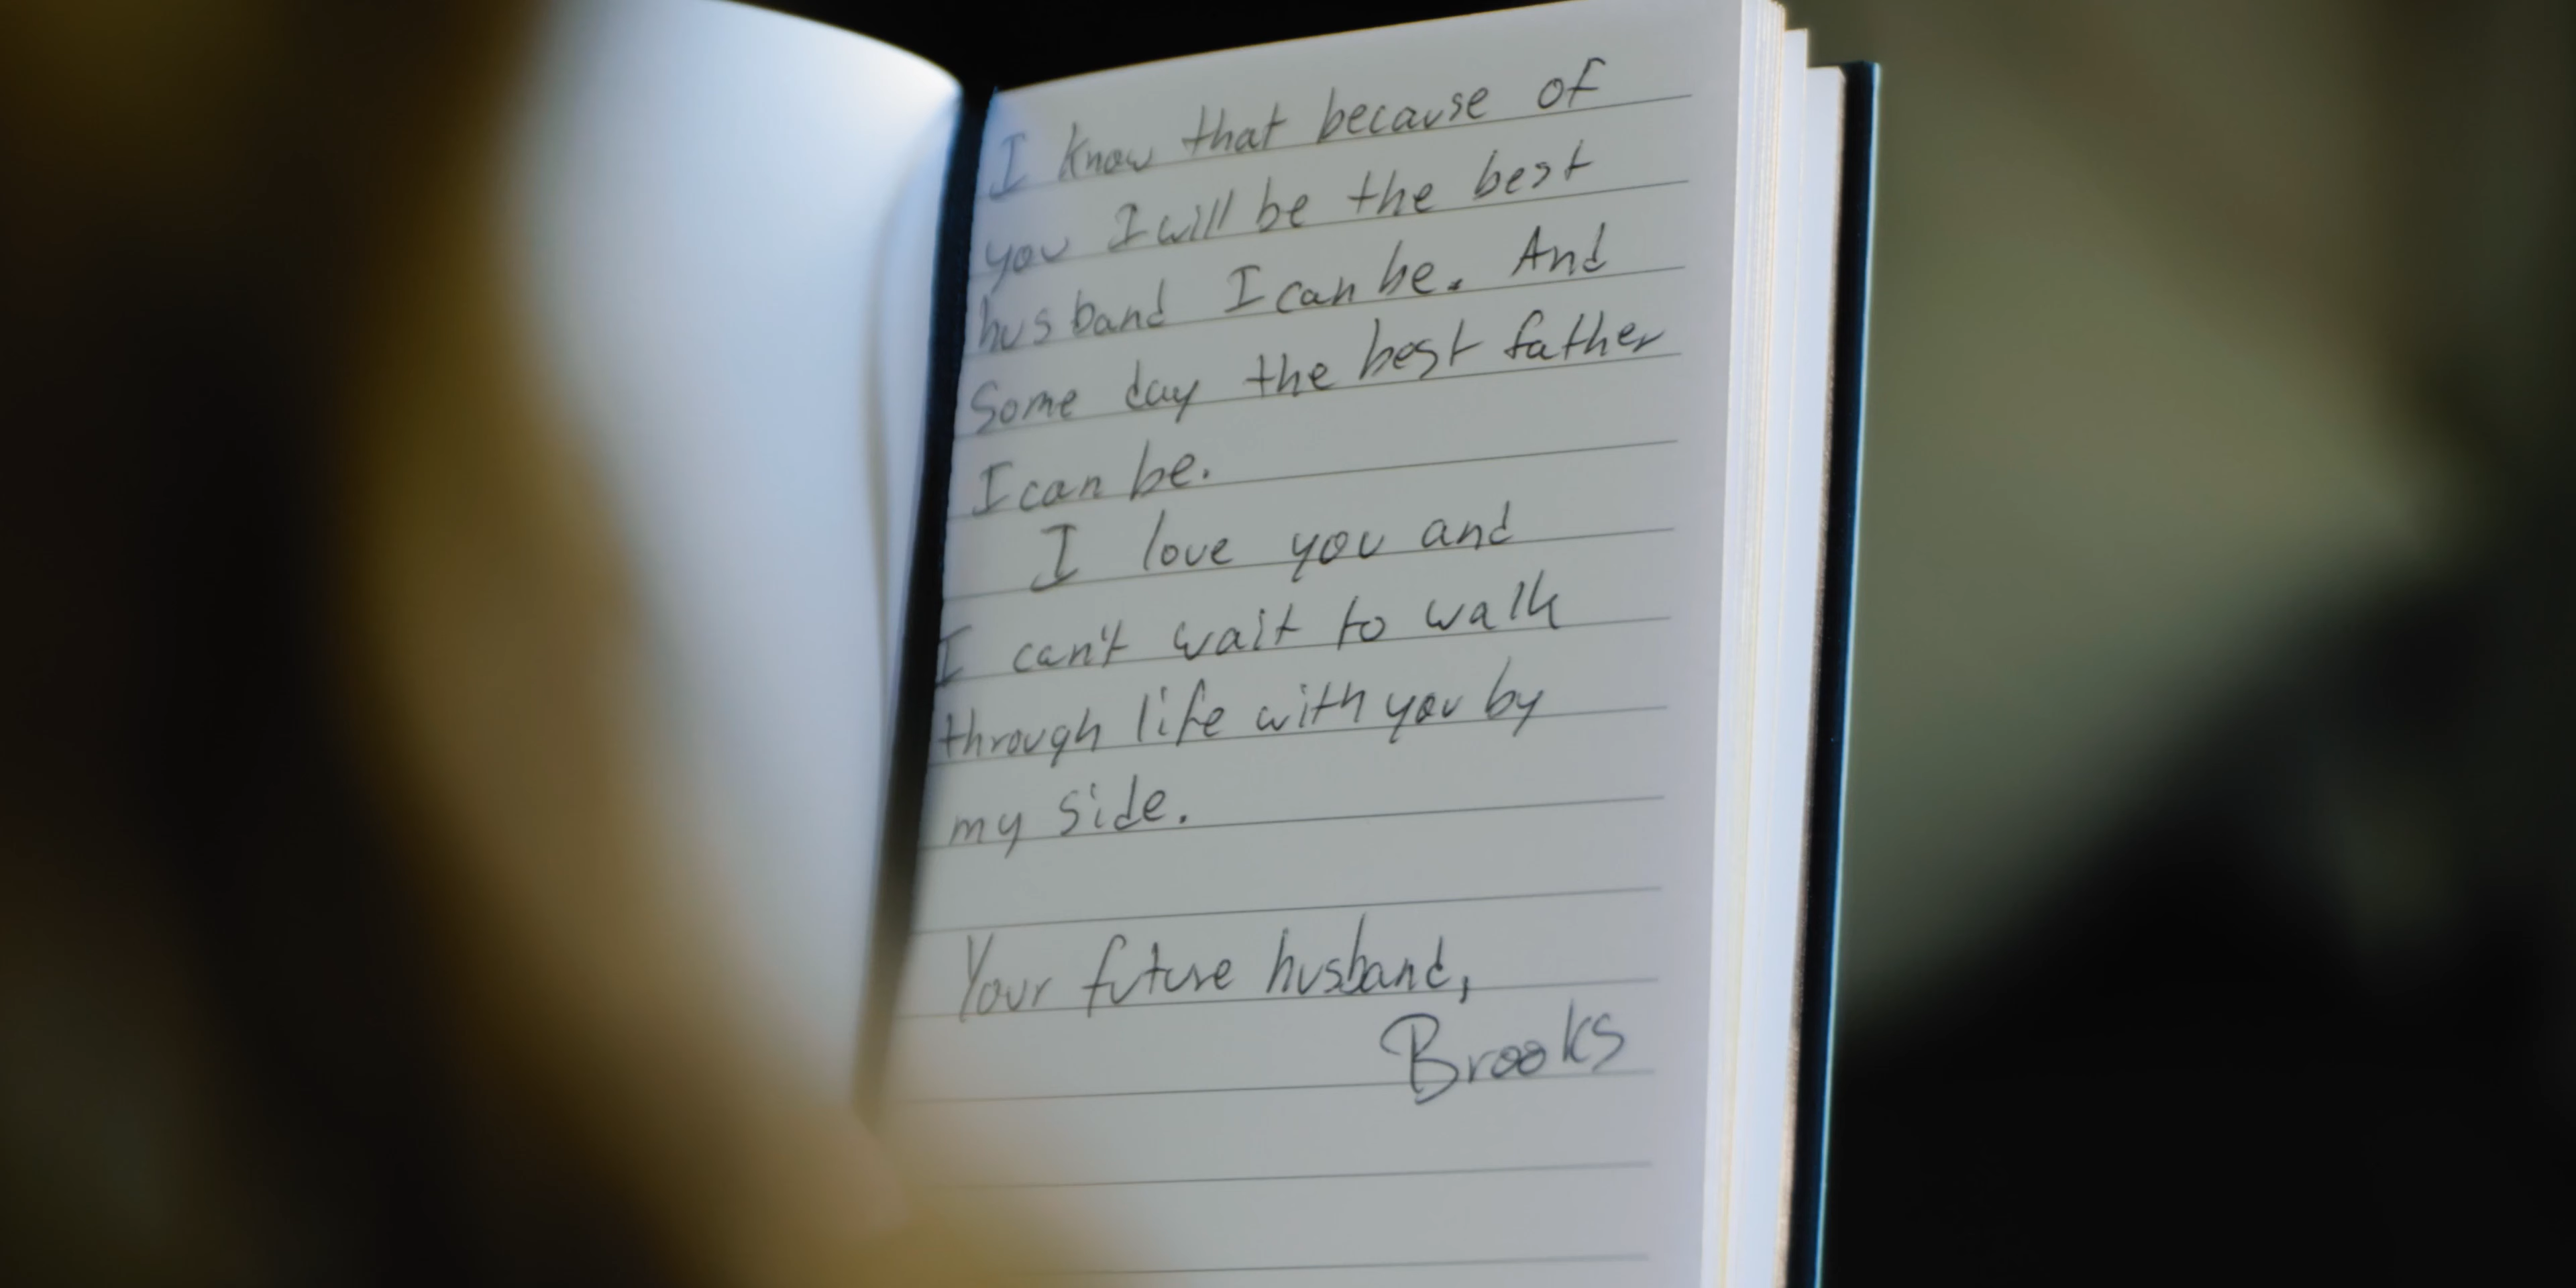 I know that because of
you I will be the best
husband I can be. And
Some day the best father
I can be.
I love you and
I can't wait to walk
through life with you by
my side.
Your future husband,
Brooks